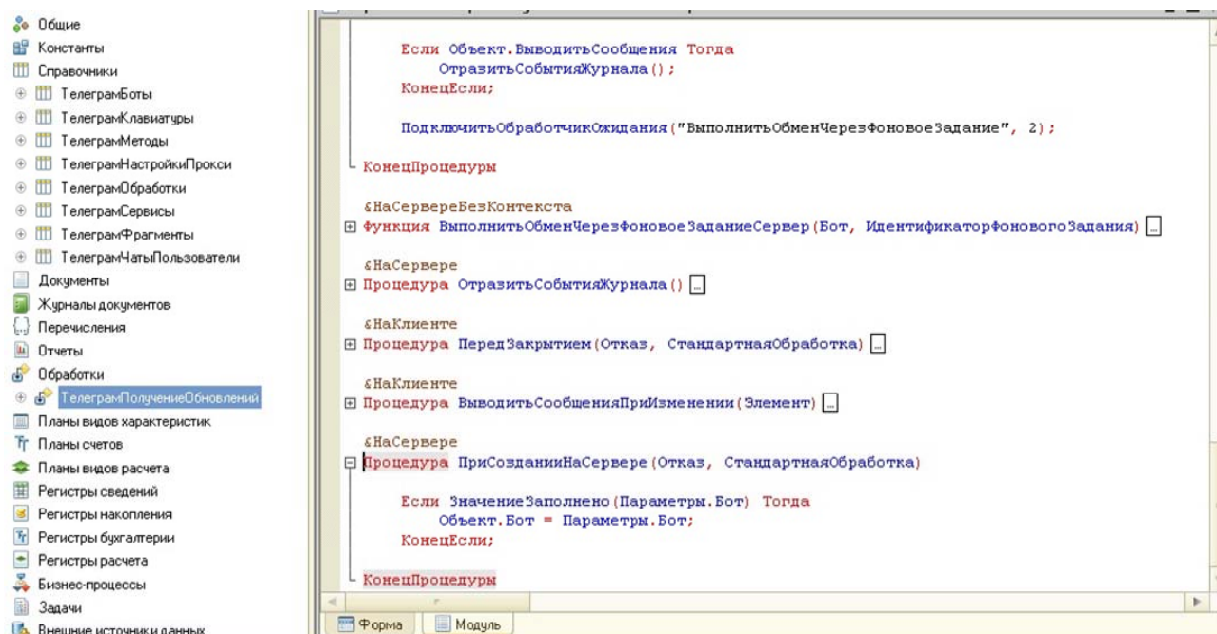 Общие
Константы
Справочники
ТелеграмБоты
ТелеграмКлавиатуры
ТелеграмМетоды
ТелеграмНастройкиПрокси
ТелеграмОбработки
ТелеграмСервисы
ТелеграмФрагменты
ТелеграмЧатыПользователи
Документы
Журналы документов
Перечисления
Отчеты
Обработки
ТелеграмПолучениеОбновлений
Планы видов характеристик
Планы счетов
Планы видов расчета
Регистры сведений
Регистры накопления
Регистры бухгалтерии
Регистры расчета
Бизнес-процессы
Задачи
Внешние источники данных
Если Объект.ВыводитьСообщения Тогда
ОтразитьСобытияЖурнала();
КонецЕсли;
ПодключитьОбработчикОжидания("ВыполнитьОбменЧерезФоновоеЗадание", 2);
КонецПроцедуры
&НаСервереБезКонтекста
Функция ВыполнитьОбменЧерезФоновоеЗаданиеСервер(Бот, ИдентификаторФоновогоЗадания) ...
&НаСервере
Процедура ОтразитьСобытияЖурнала() ...
&НаКлиенте
Процедура ПередЗакрытием(Отказ, СтандартнаяОбработка) ...
&НаКлиенте
Процедура ВыводитьСообщенияПриИзменении(Элемент) ...
&НаСервере
Процедура ПриСозданииНаСервере(Отказ, СтандартнаяОбработка)
Если ЗначениеЗаполнено(Параметры.Бот) Тогда
Объект.Бот = Параметры.Бот;
КонецЕсли;
КонецПроцедуры
Форма Модуль